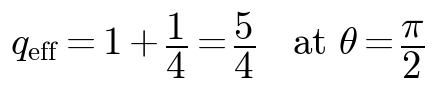 q_eff = 1 + 1/4 = 5/4 at θ = π/2